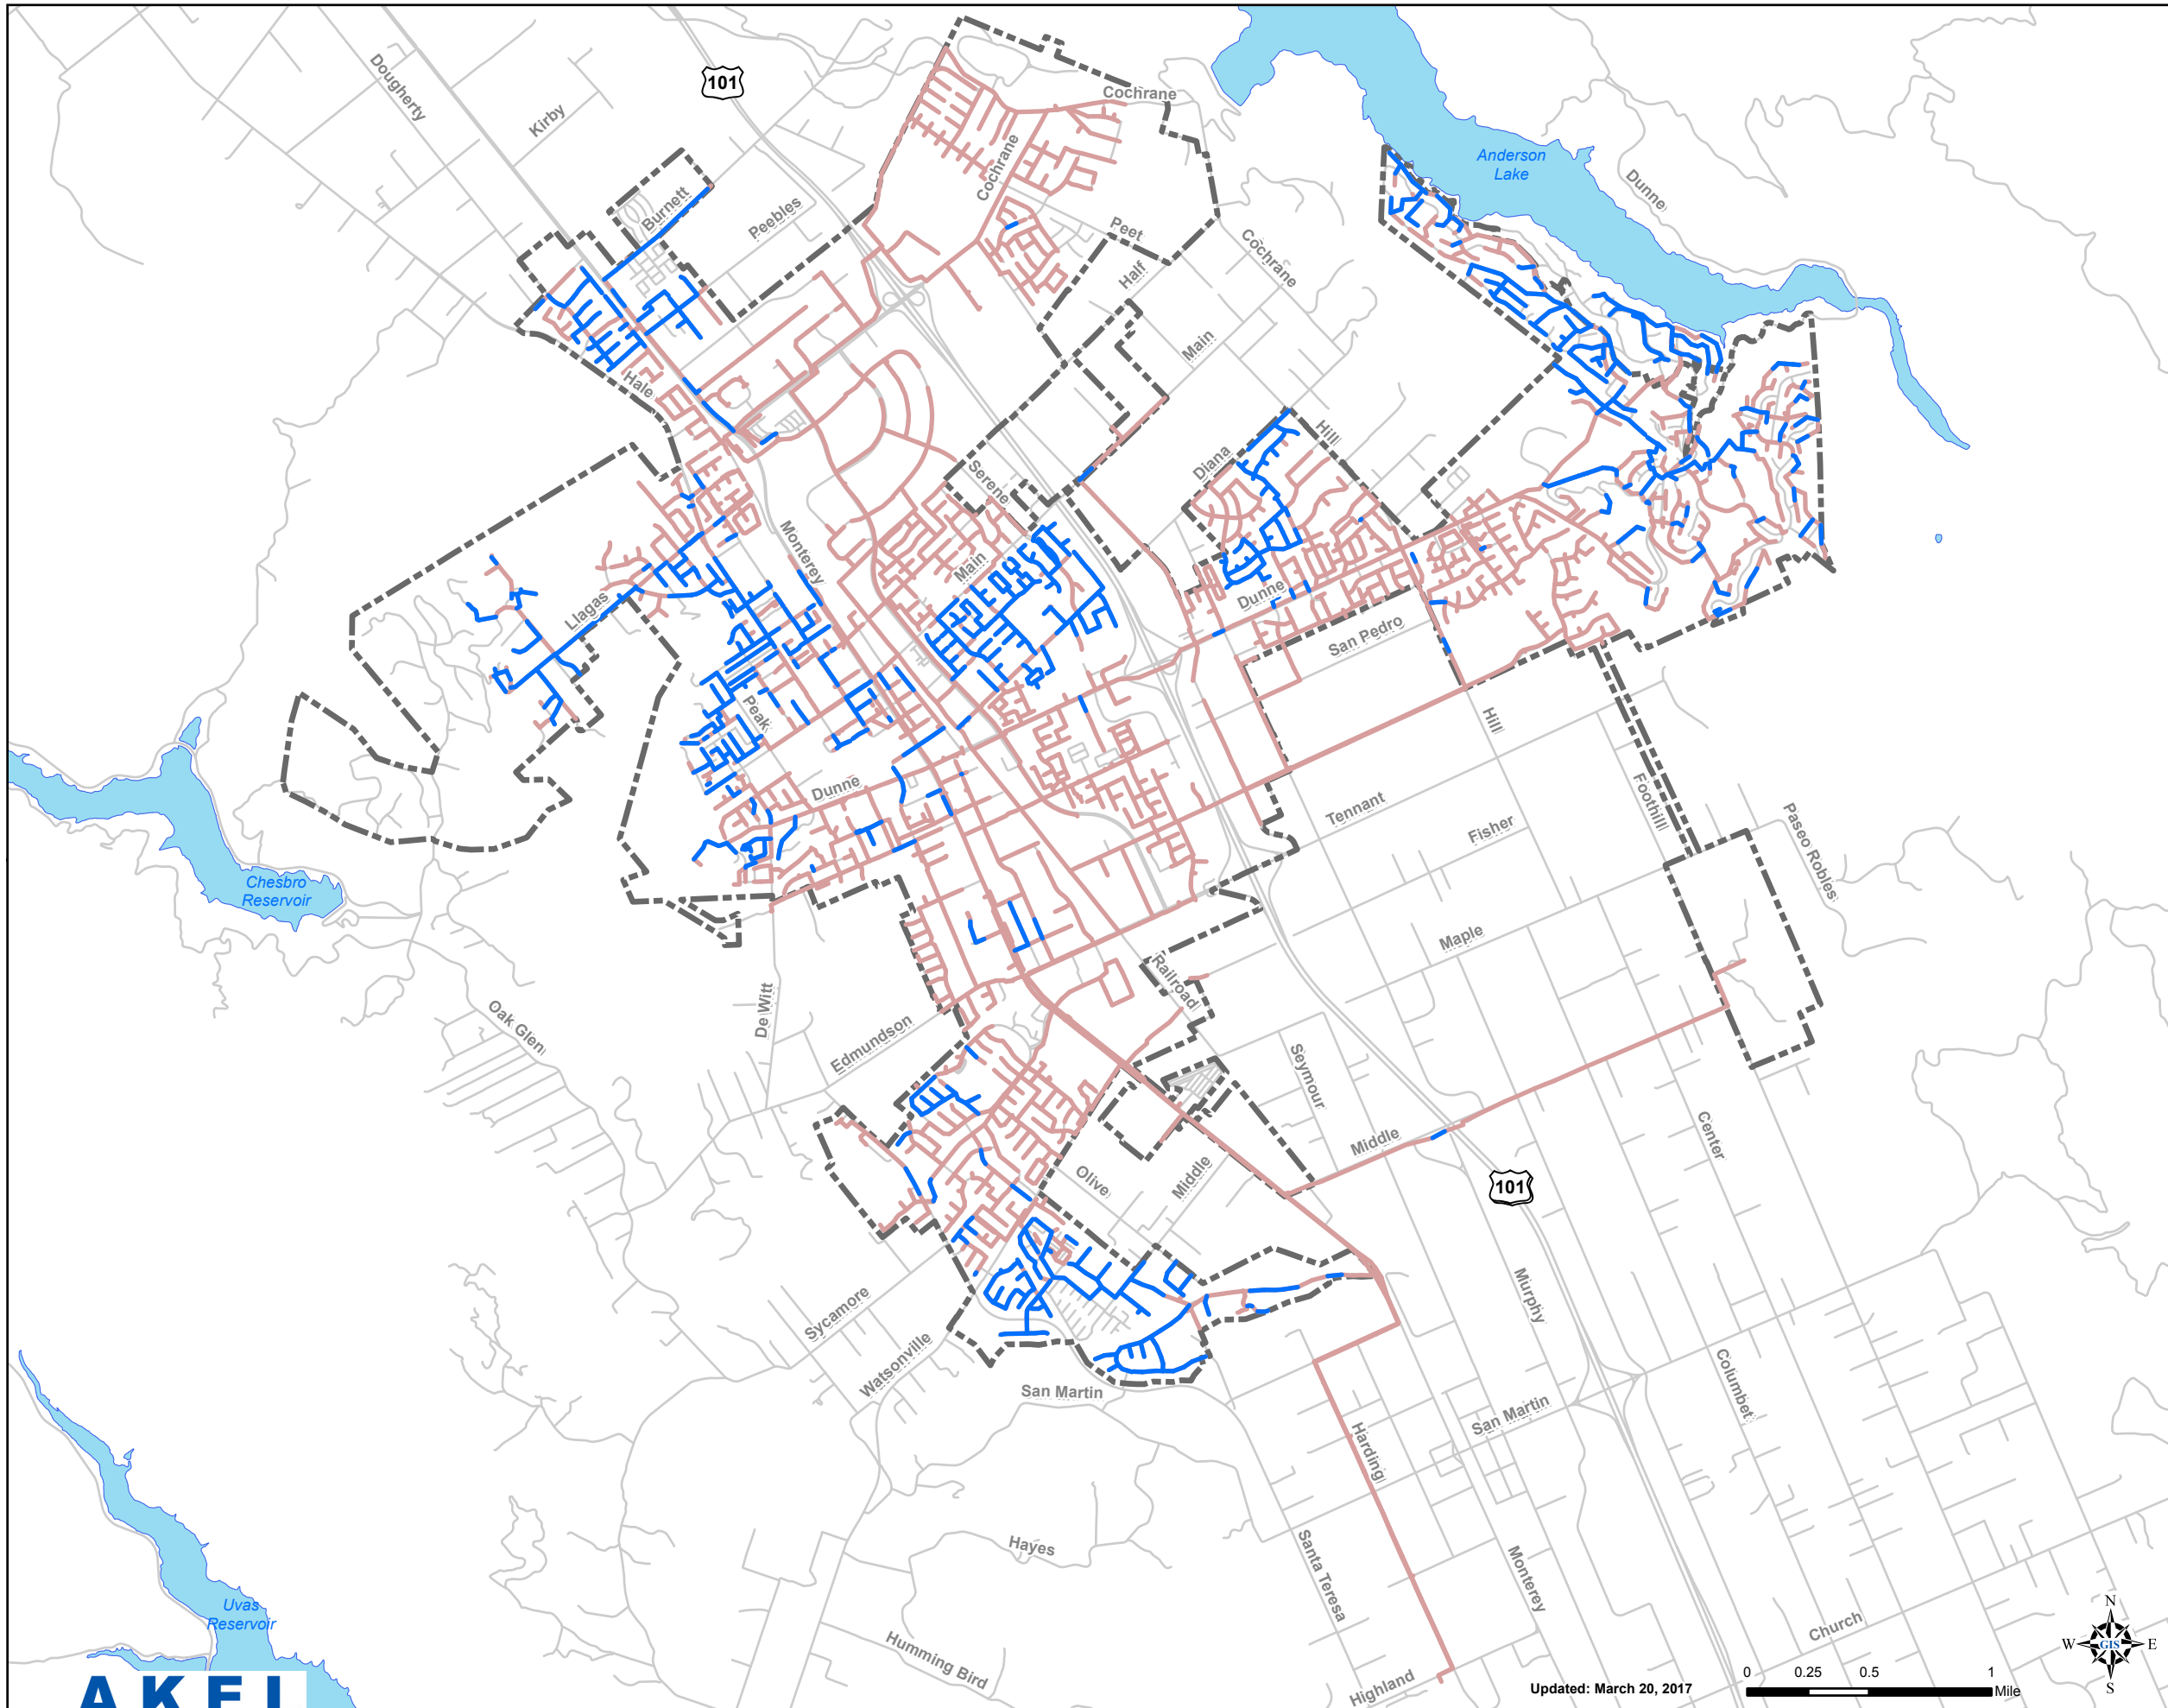 101
Dougherty
Kirby
Cochrane
Cochrane
Anderson
Lake
Dunne
Burnett
Peebles
Peet
Half
Cochrane
Main
Hale
Hill
Diana
Serene
Monterey
Main
Dunne
San Pedro
Llagas
Peak
Hill
Dunne
Foothill
Tennant
Fisher
Paseo Robles
Chesbro
Reservoir
Maple
Railroad
De Witt
Oak Glen
Edmundson
Seymour
Center
Middle
Olive
Middle
101
Murphy
Sycamore
Watsonville
San Martin
Columbet
San Martin
Harding
Hayes
Santa Teresa
Monterey
Uvas
Reservoir
Humming Bird
Church
Highland
N
W
GIS
E
S
Updated: March 20, 2017
0
0.25
0.5
1
Mile